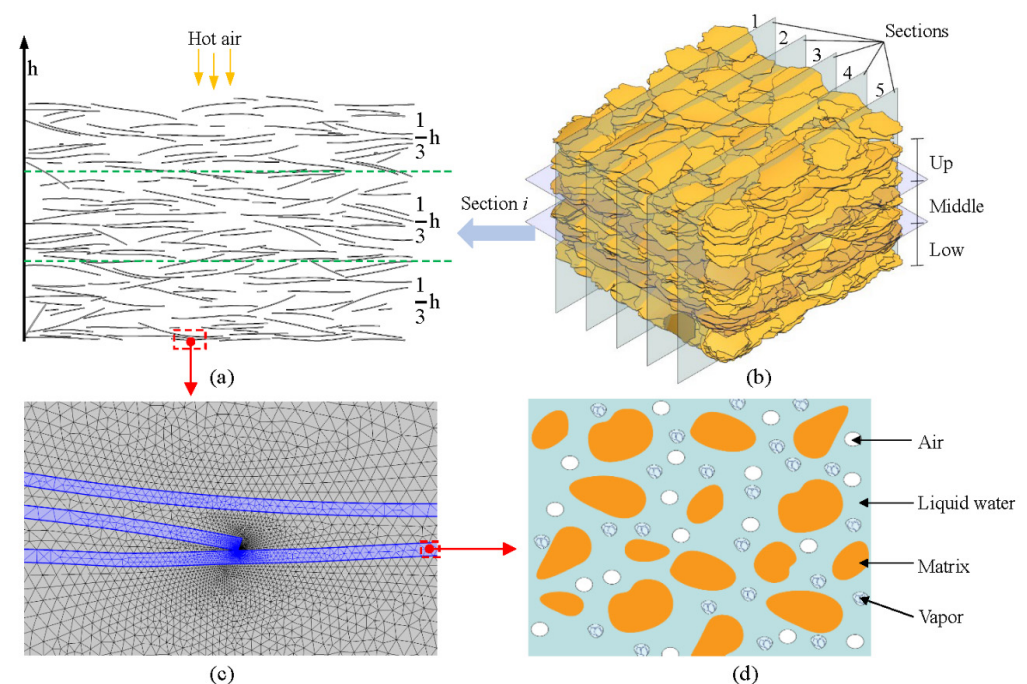 h
Hot air
1
3
h
1
3
h
1
3
h
(a)
Section i
1
2
3
4
5
Sections
Up
Middle
Low
(b)
(c)
Air
Liquid water
Matrix
Vapor
(d)